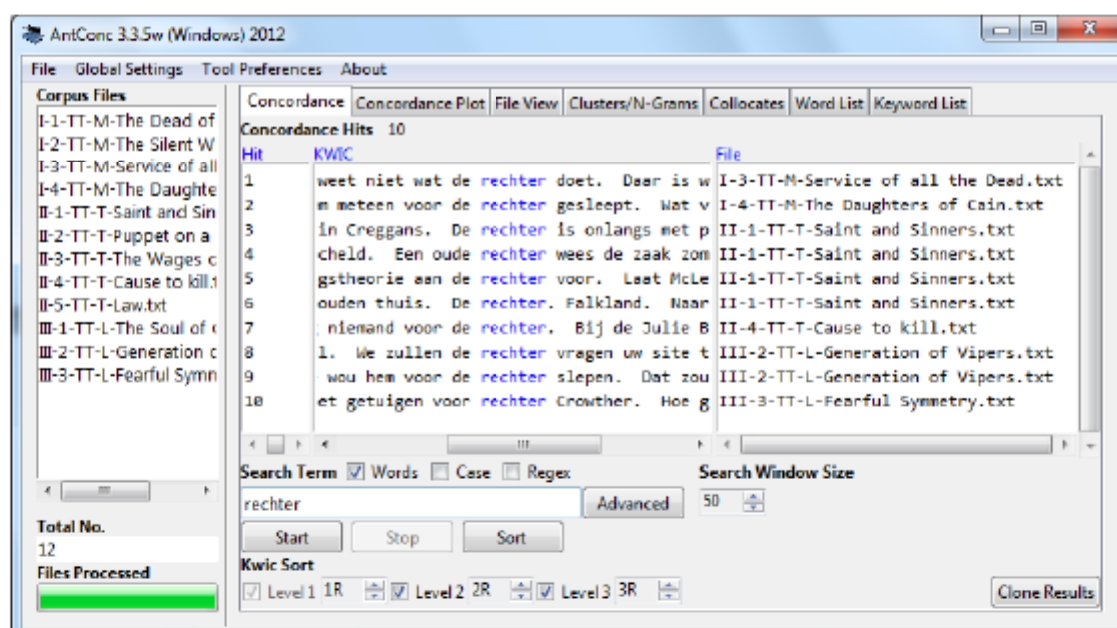 AntConc 3.3.5w (Windows) 2012
File Global Settings Tool Preferences About
Corpus Files
I-1-TT-M-The Dead of
I-2-TT-M-The Silent W
I-3-TT-M-Service of all
I-4-TT-M-The Daughte
II-1-TT-T-Saint and Sin
II-2-TT-T-Puppet on a
II-3-TT-T-The Wages c
II-4-TT-T-Cause to kill.t
II-5-TT-T-Law.txt
III-1-TT-L-The Soul of
III-2-TT-L-Generation c
III-3-TT-L-Fearful Symn
Total No.
12
Files Processed
Concordance Concordance Plot File View Clusters/N-Grams Collocates Word List Keyword List
Concordance Hits 10
Hit KWIC File
1 weet niet wat de rechter doet. Daar is w I-3-TT-M-Service of all the Dead.txt
2 m meteen voor de rechter gesleept. Wat v I-4-TT-M-The Daughters of Cain.txt
3 in Creggans. De rechter is onlangs met p II-1-TT-T-Saint and Sinners.txt
4 cheld. Een oude rechter wees de zaak zom II-1-TT-T-Saint and Sinners.txt
5 gstheorie aan de rechter voor. Laat McLe II-1-TT-T-Saint and Sinners.txt
6 ouden thuis. De rechter. Falkland. Naar II-1-TT-T-Saint and Sinners.txt
7 niemand voor de rechter. Bij de Julie B II-4-TT-T-Cause to kill.txt
8 l. We zullen de rechter vragen uw site t III-2-TT-L-Generation of Vipers.txt
9 wou hem voor de rechter slepen. Dat zou III-2-TT-L-Generation of Vipers.txt
10 et getuigen voor rechter Crowther. Hoe g III-3-TT-L-Fearful Symmetry.txt
Search Term Words Case Regex Search Window Size
rechter Advanced 50
Start Stop Sort
Kwic Sort
Level 1 1R Level 2 2R Level 3 3R Clone Results